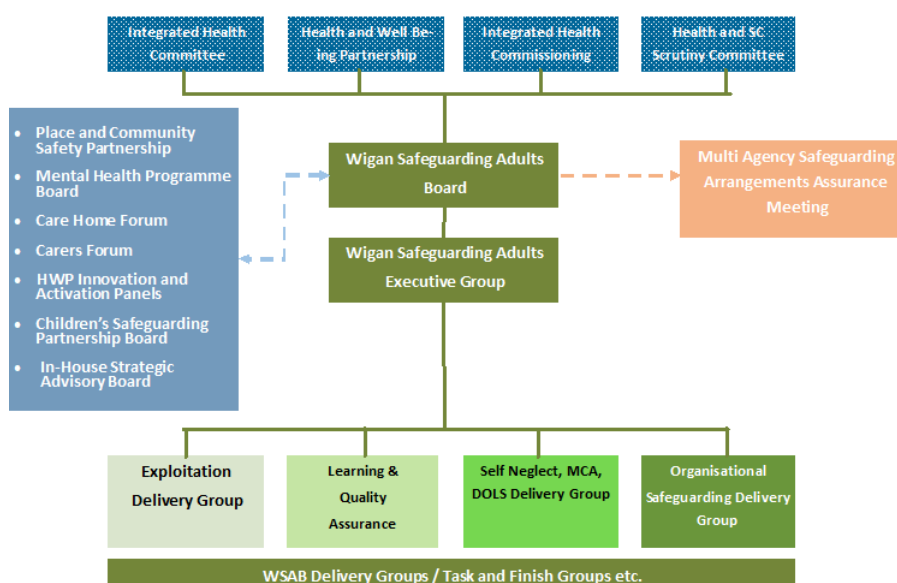 Integrated Health
Committee
Health and Well Be-
ing Partnership
Integrated Health
Commissioning
Health and SC
Scrutiny Committee
• Place and Community
Safety Partnership
• Mental Health Programme
Board
• Care Home Forum
• Carers Forum
• HWP Innovation and
Activation Panels
• Children's Safeguarding
Partnership Board
• In-House Strategic
Advisory Board
Wigan Safeguarding Adults
Board
Multi Agency Safeguarding
Arrangements Assurance
Meeting
Wigan Safeguarding Adults
Executive Group
Exploitation
Delivery Group
Learning &
Quality
Assurance
Self Neglect, MCA,
DOLS Delivery Group
Organisational
Safeguarding Delivery
Group
WSAB Delivery Groups / Task and Finish Groups etc.